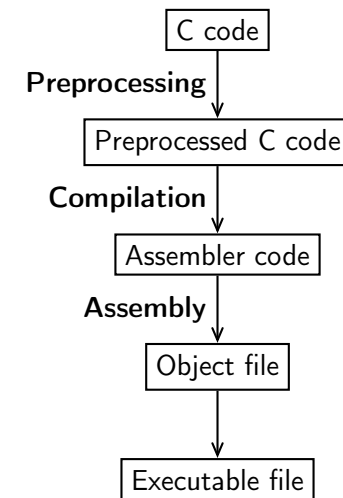 C code
Preprocessing
Preprocessed C code
Compilation
Assembler code
Assembly
Object file
Executable file